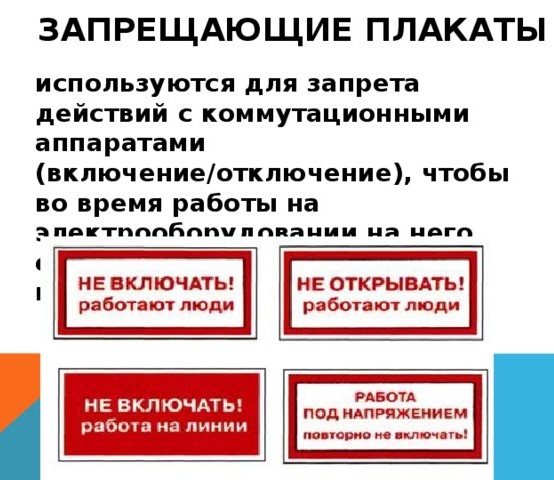 ЗАПРЕЩАЮЩИЕ ПЛАКАТЫ
используются для запрета
действий с коммутационными
аппаратами
(включение/отключение), чтобы
во время работы на
электрооборудовании на него
НЕ ВКЛЮЧАТЬ!
работают люди
НЕ ОТКРЫВАТЬ!
работают люди
НЕ ВКЛЮЧАТЬ!
работа на линии
РАБОТА
ПОД НАПРЯЖЕНИЕМ
повторно не включать!